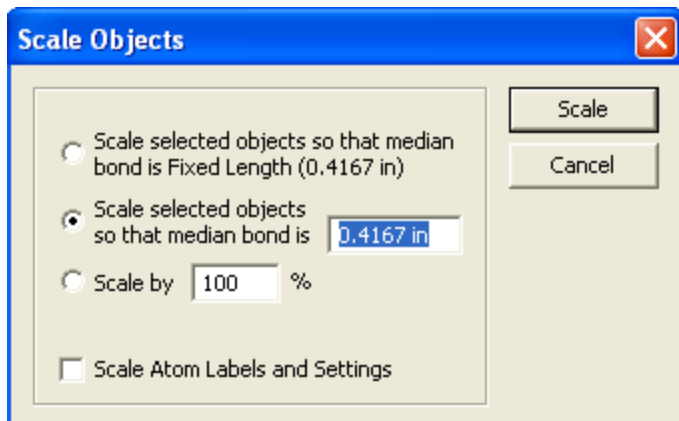 Scale Objects
Scale selected objects so that median
bond is Fixed Length (0.4167 in)
Scale selected objects
so that median bond is 0.4167 in
Scale by 100 %
Scale Atom Labels and Settings
Scale
Cancel